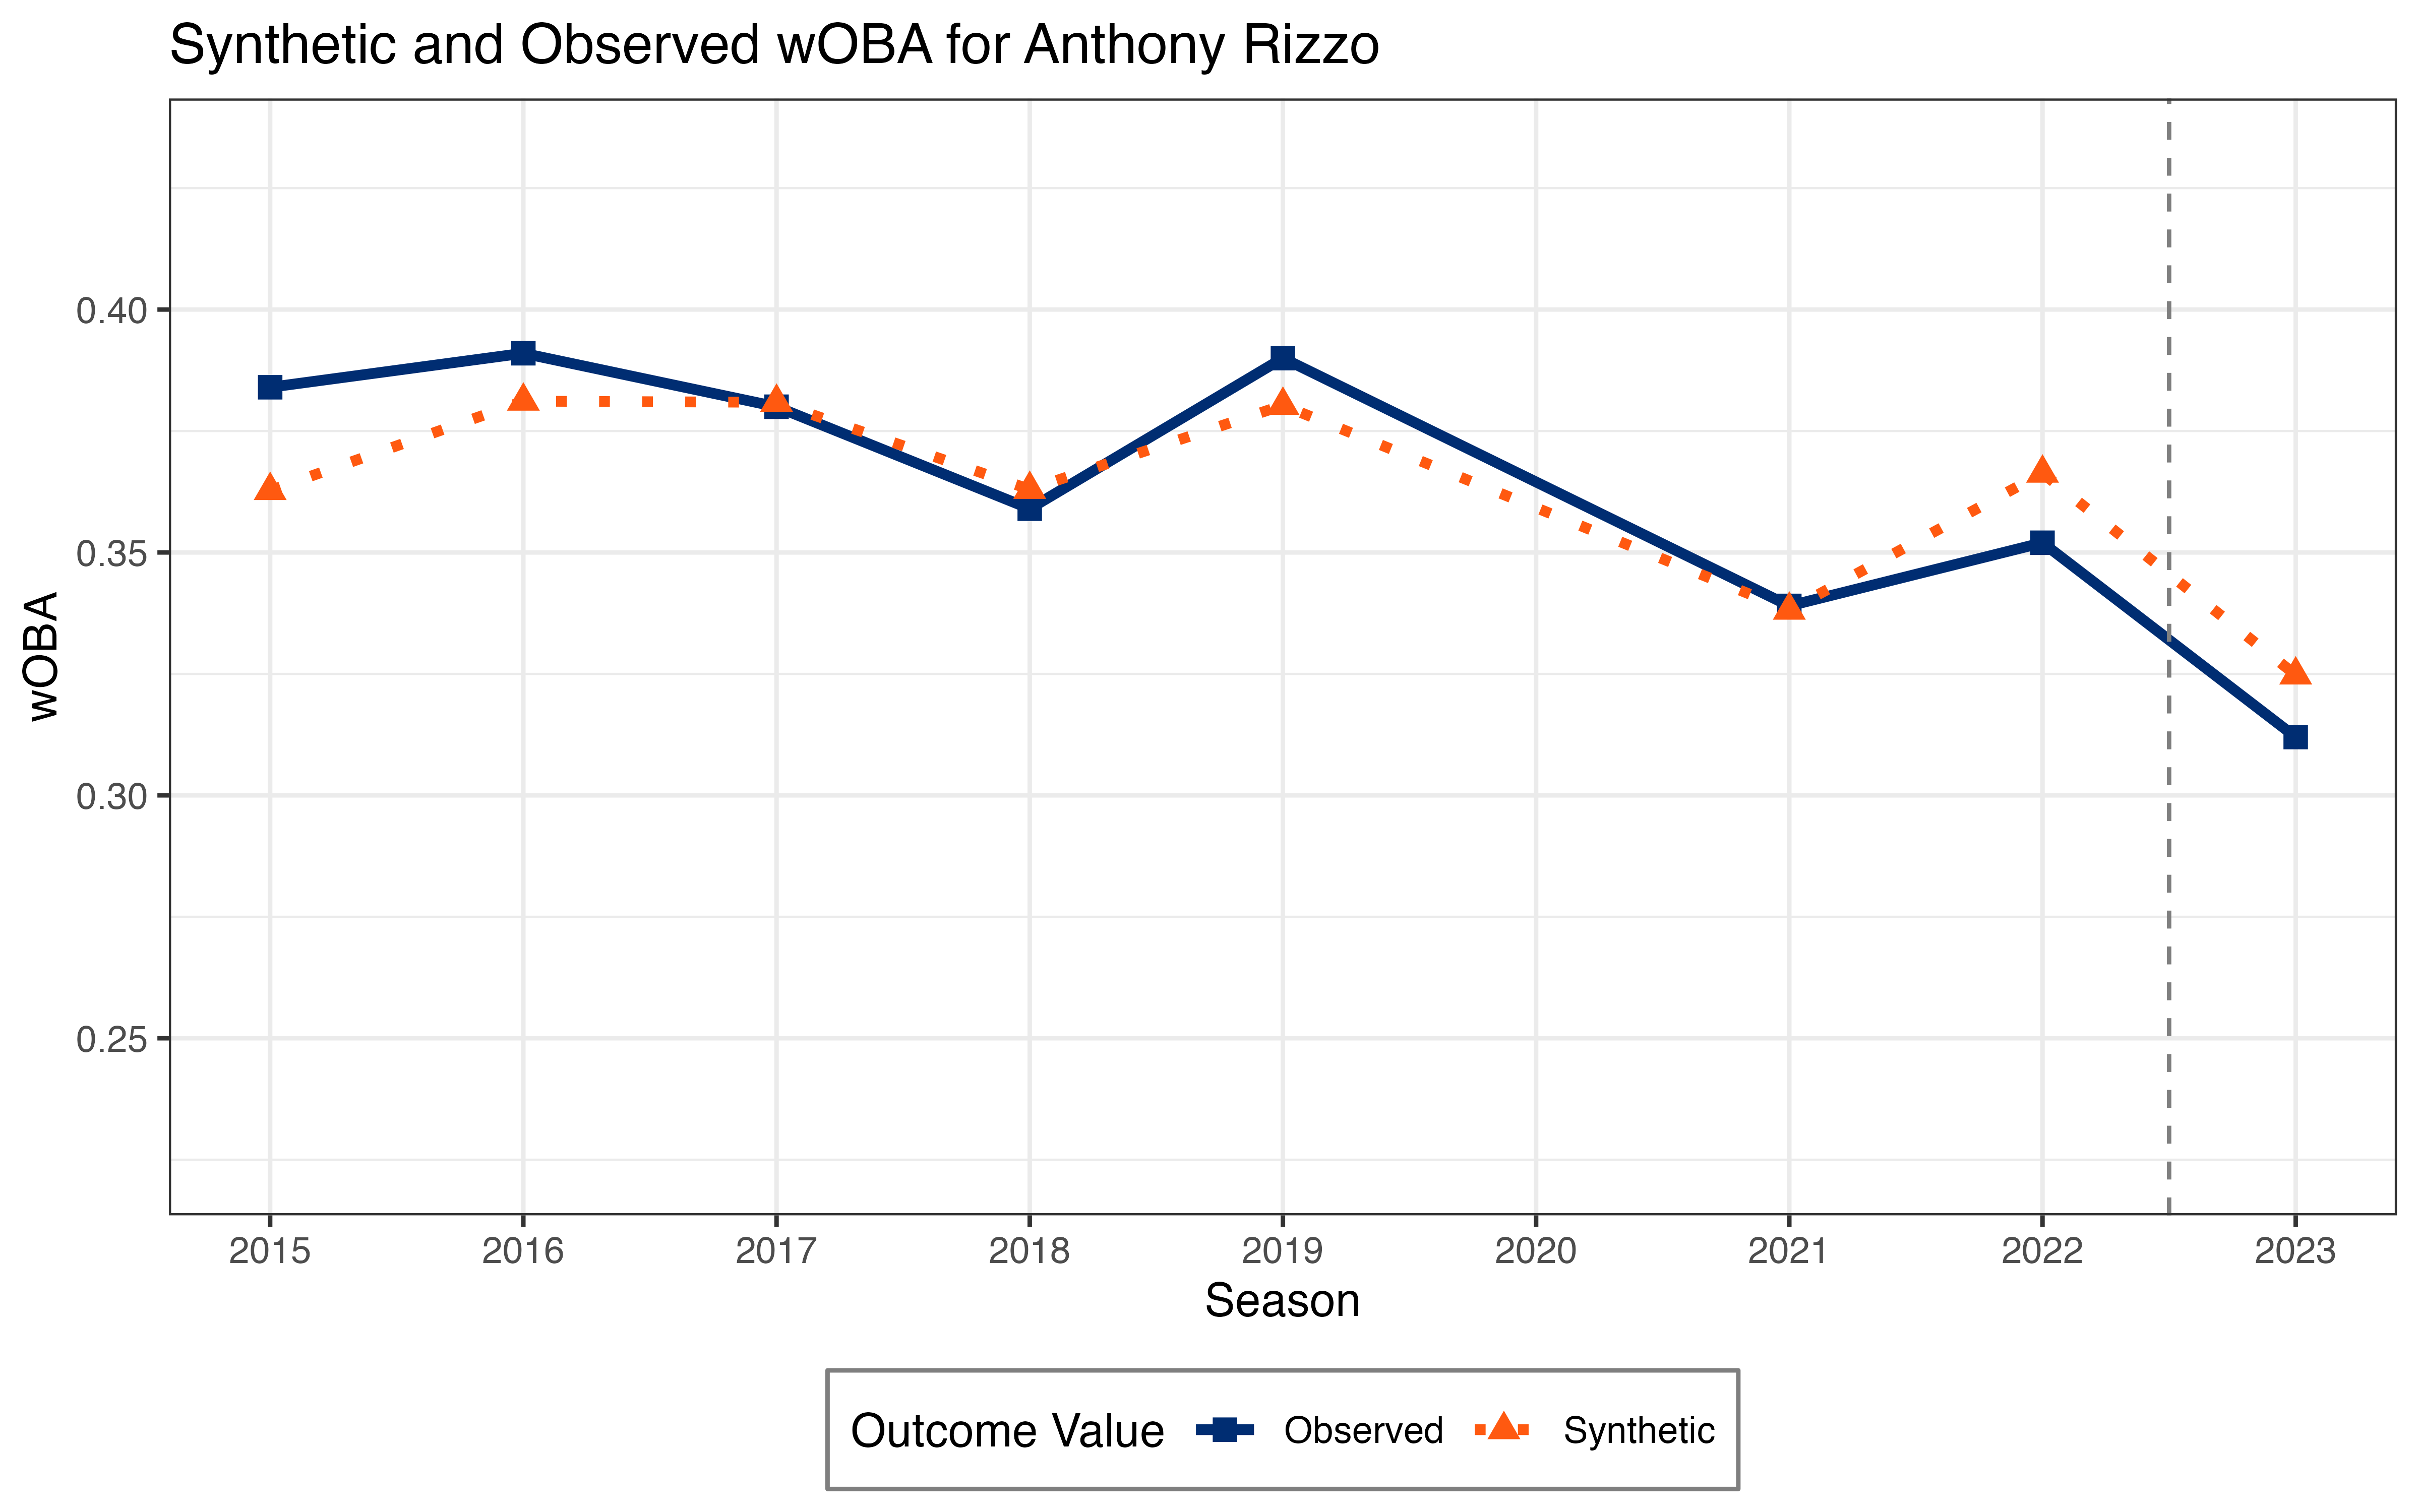 Synthetic and Observed wOBA for Anthony Rizzo
wOBA
0.40
0.35
0.30
0.25
2015 2016 2017 2018 2019 2020 2021 2022 2023
Season
Outcome Value Observed Synthetic